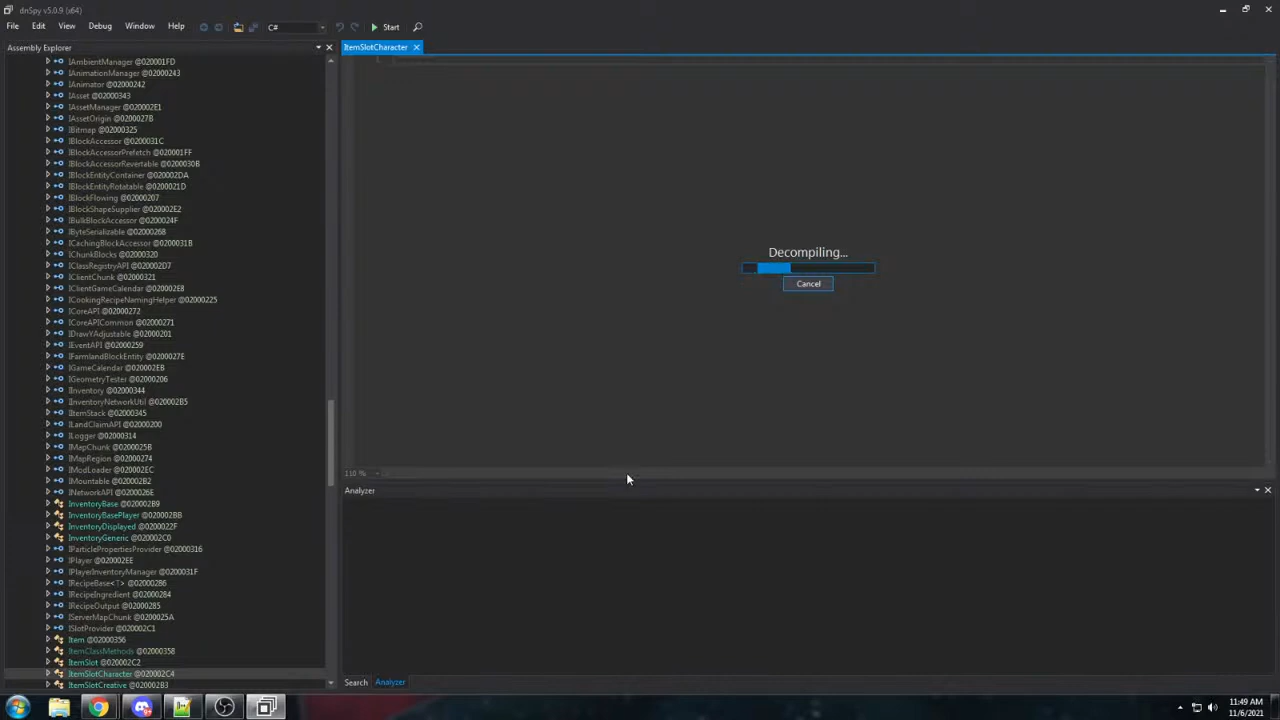 dnSpy v5.0.9 (x64)
File Edit View Debug Window Help C# Start
Assembly Explorer
ItemSlotCharacter
IAmbientManager @020001FD
IAnimationManager @02000243
IAnimator @02000242
IAsset @02000343
IAssetManager @020002E1
IAssetOrigin @0200027B
IBitmap @02000325
IBlockAccessor @0200031C
IBlockAccessorPrefetch @020001FF
IBlockAccessorRevertable @0200030B
IBlockEntityContainer @020002DA
IBlockEntityRotatable @0200021D
IBlockFlowing @02000207
IBlockShapeSupplier @020002E2
IBulkBlockAccessor @0200024F
IByteSerializable @02000268
ICachingBlockAccessor @0200031B
IChunkBlocks @02000320
IClassRegistryAPI @020002D7
IClientChunk @02000321
IClientGameCalendar @020002E8
ICookingRecipeNamingHelper @02000225
ICoreAPI @02000272
ICoreAPICommon @02000271
IDrawYAdjustable @02000201
IEventAPI @02000259
IFarmlandBlockEntity @0200027E
IGameCalendar @020002EB
IGeometryTester @02000206
IInventory @02000344
IInventoryNetworkUtil @020002B5
IItemStack @02000345
ILandClaimAPI @02000200
ILogger @02000314
IMapChunk @0200025B
IMapRegion @02000274
IModLoader @020002EC
IMountable @020002B2
INetworkAPI @0200026E
InventoryBase @020002B9
InventoryBasePlayer @020002BB
InventoryDisplayed @0200022F
InventoryGeneric @020002C0
IParticlePropertiesProvider @02000316
IPlayer @020002EE
IPlayerInventoryManager @0200031F
IRecipeBase<T> @020002B6
IRecipeIngredient @02000284
IRecipeOutput @02000285
IServerMapChunk @0200025A
ISlotProvider @020002C1
Item @02000356
ItemClassMethods @02000358
ItemSlot @020002C2
ItemSlotCharacter @020002C4
ItemSlotCreative @020002B3
1
Decompiling...
Cancel
110 %
Analyzer
Search Analyzer
11:49 AM
11/6/2021